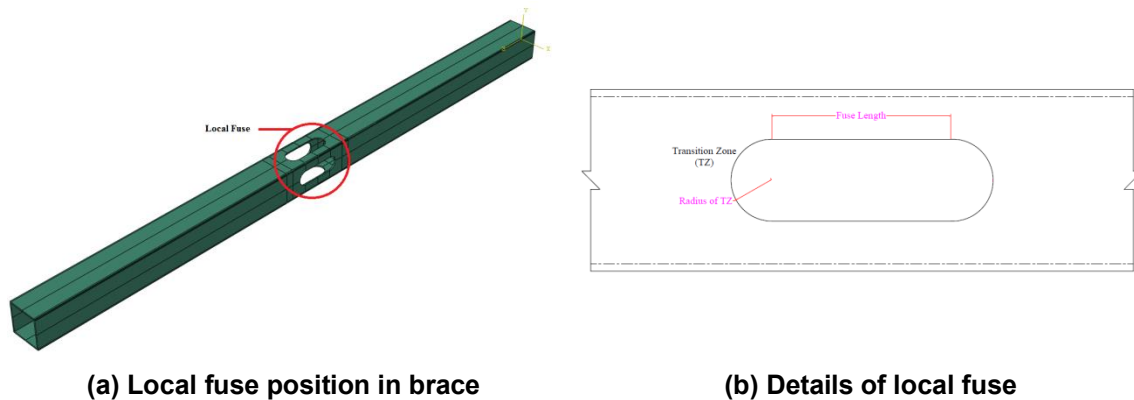 Local Fuse
Fuse Length
Transition Zone
(TZ)
Radius of TZ
(a) Local fuse position in brace
(b) Details of local fuse